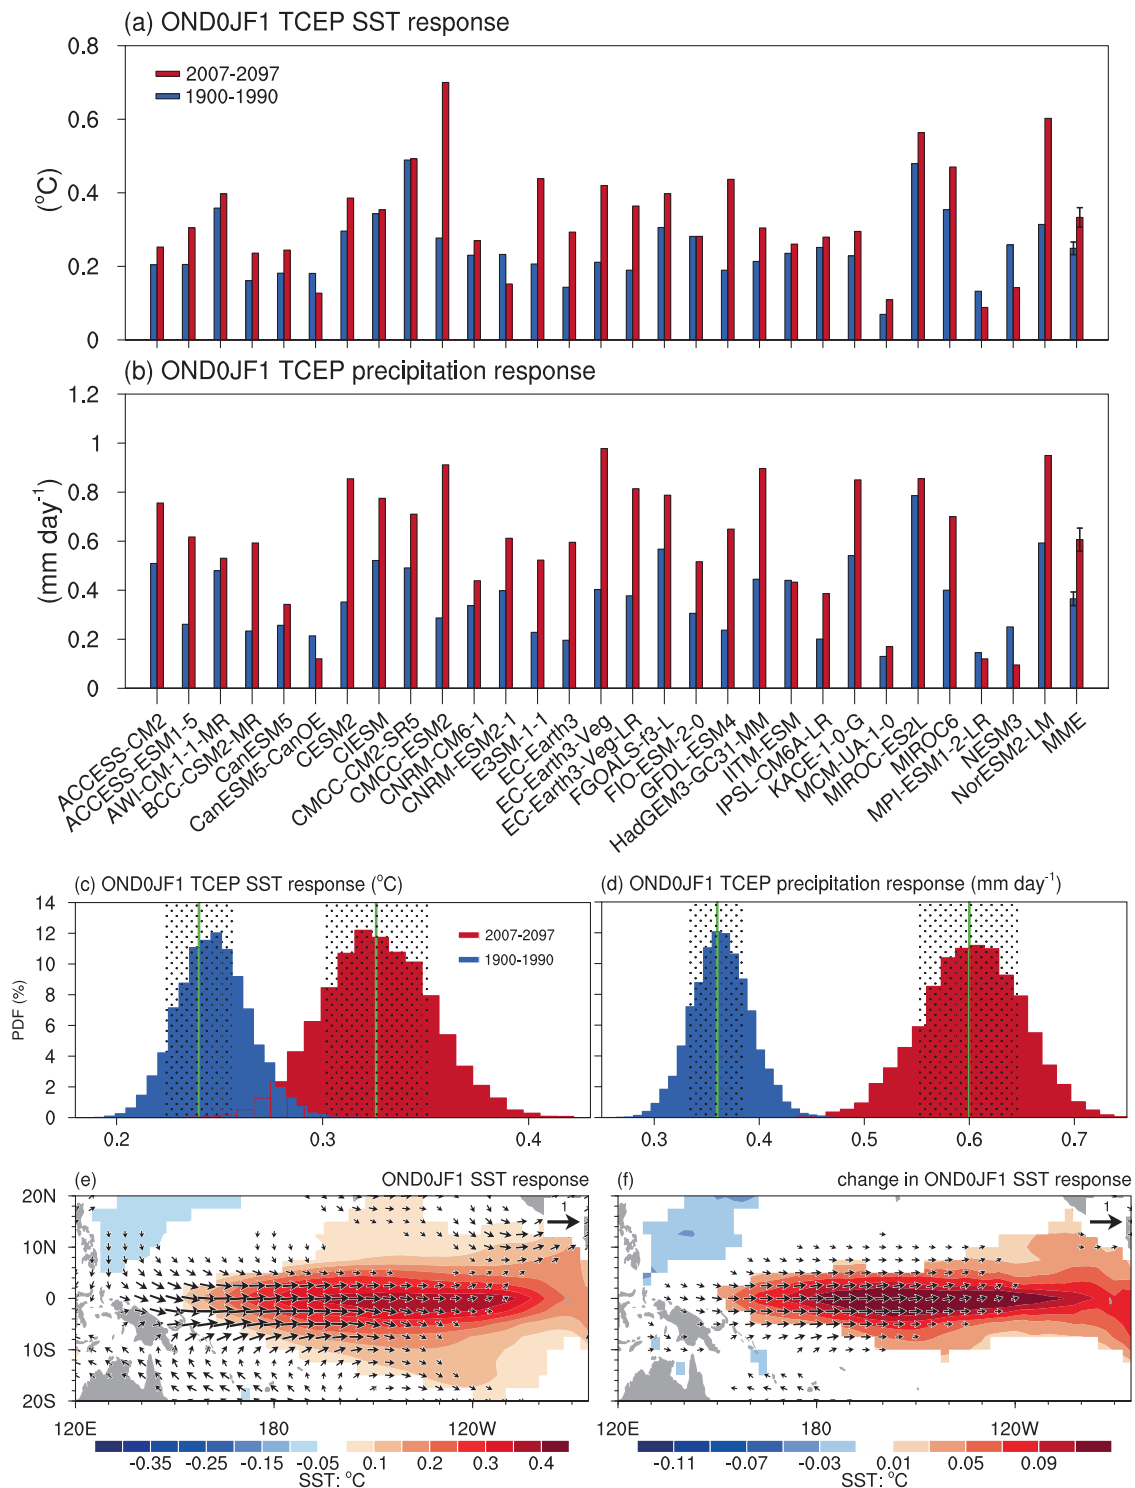 (a) OND0JF1 TCEP SST response
0.8
0.6
0.4
0.2
0
(°C)
2007-2097
1900-1990
(b) OND0JF1 TCEP precipitation response
1.2
1
0.8
0.6
0.4
0.2
0
(mm day⁻¹)
ACCESS-CM2
ACCESS-ESM1-5
AWI-CM-1-1-MR
BCC-CSM2-MR
CanESM5
CanESM5-CanOE
CESM2
CIESM
CMCC-CM2-SR5
CMCC-ESM2
CNRM-CM6-1
CNRM-ESM2-1
E3SM-1-1
EC-Earth3
EC-Earth3-Veg
EC-Earth3-Veg-LR
FGOALS-f3-L
FIO-ESM-2-0
GFDL-ESM4
HadGEM3-GC31-MM
IITM-ESM
IPSL-CM6A-LR
KACE-1-0-G
MCM-UA-1-0
MIROC-ES2L
MIROC6
MPI-ESM1-2-LR
NESM3
NorESM2-LM
MME
(c) OND0JF1 TCEP SST response (°C)
14
12
10
8
6
4
2
0
PDF (%)
2007-2097
1900-1990
0.2 0.3 0.4
(d) OND0JF1 TCEP precipitation response (mm day⁻¹)
0.3 0.4 0.5 0.6 0.7
(e) OND0JF1 SST response
20N
10N
0
10S
20S
1
120E 180 120W
-0.35 -0.25 -0.15 -0.05 0.1 0.2 0.3 0.4
SST: °C
(f) change in OND0JF1 SST response
1
120E 180 120W
-0.11 -0.07 -0.03 0.01 0.05 0.09
SST: °C